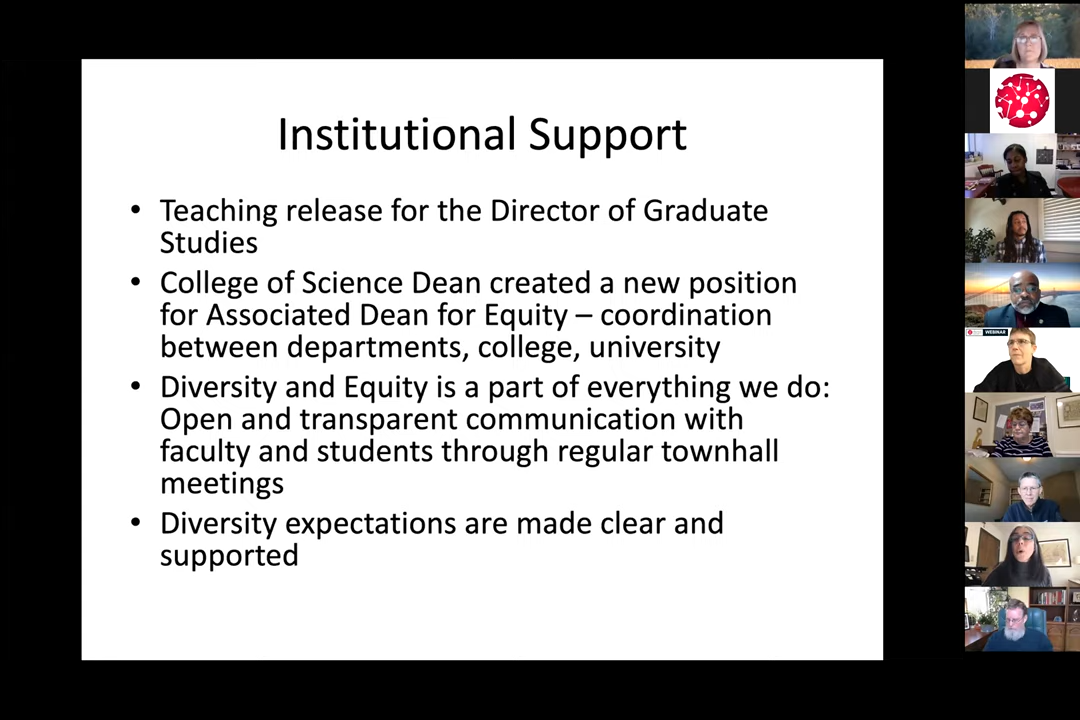 Institutional Support
• Teaching release for the Director of Graduate
Studies
• College of Science Dean created a new position
for Associated Dean for Equity – coordination
between departments, college, university
• Diversity and Equity is a part of everything we do:
Open and transparent communication with
faculty and students through regular townhall
meetings
• Diversity expectations are made clear and
supported
WEBINAR